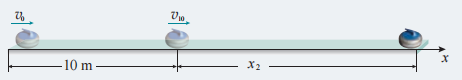 v₀ v₁₀
10 m x₂ x